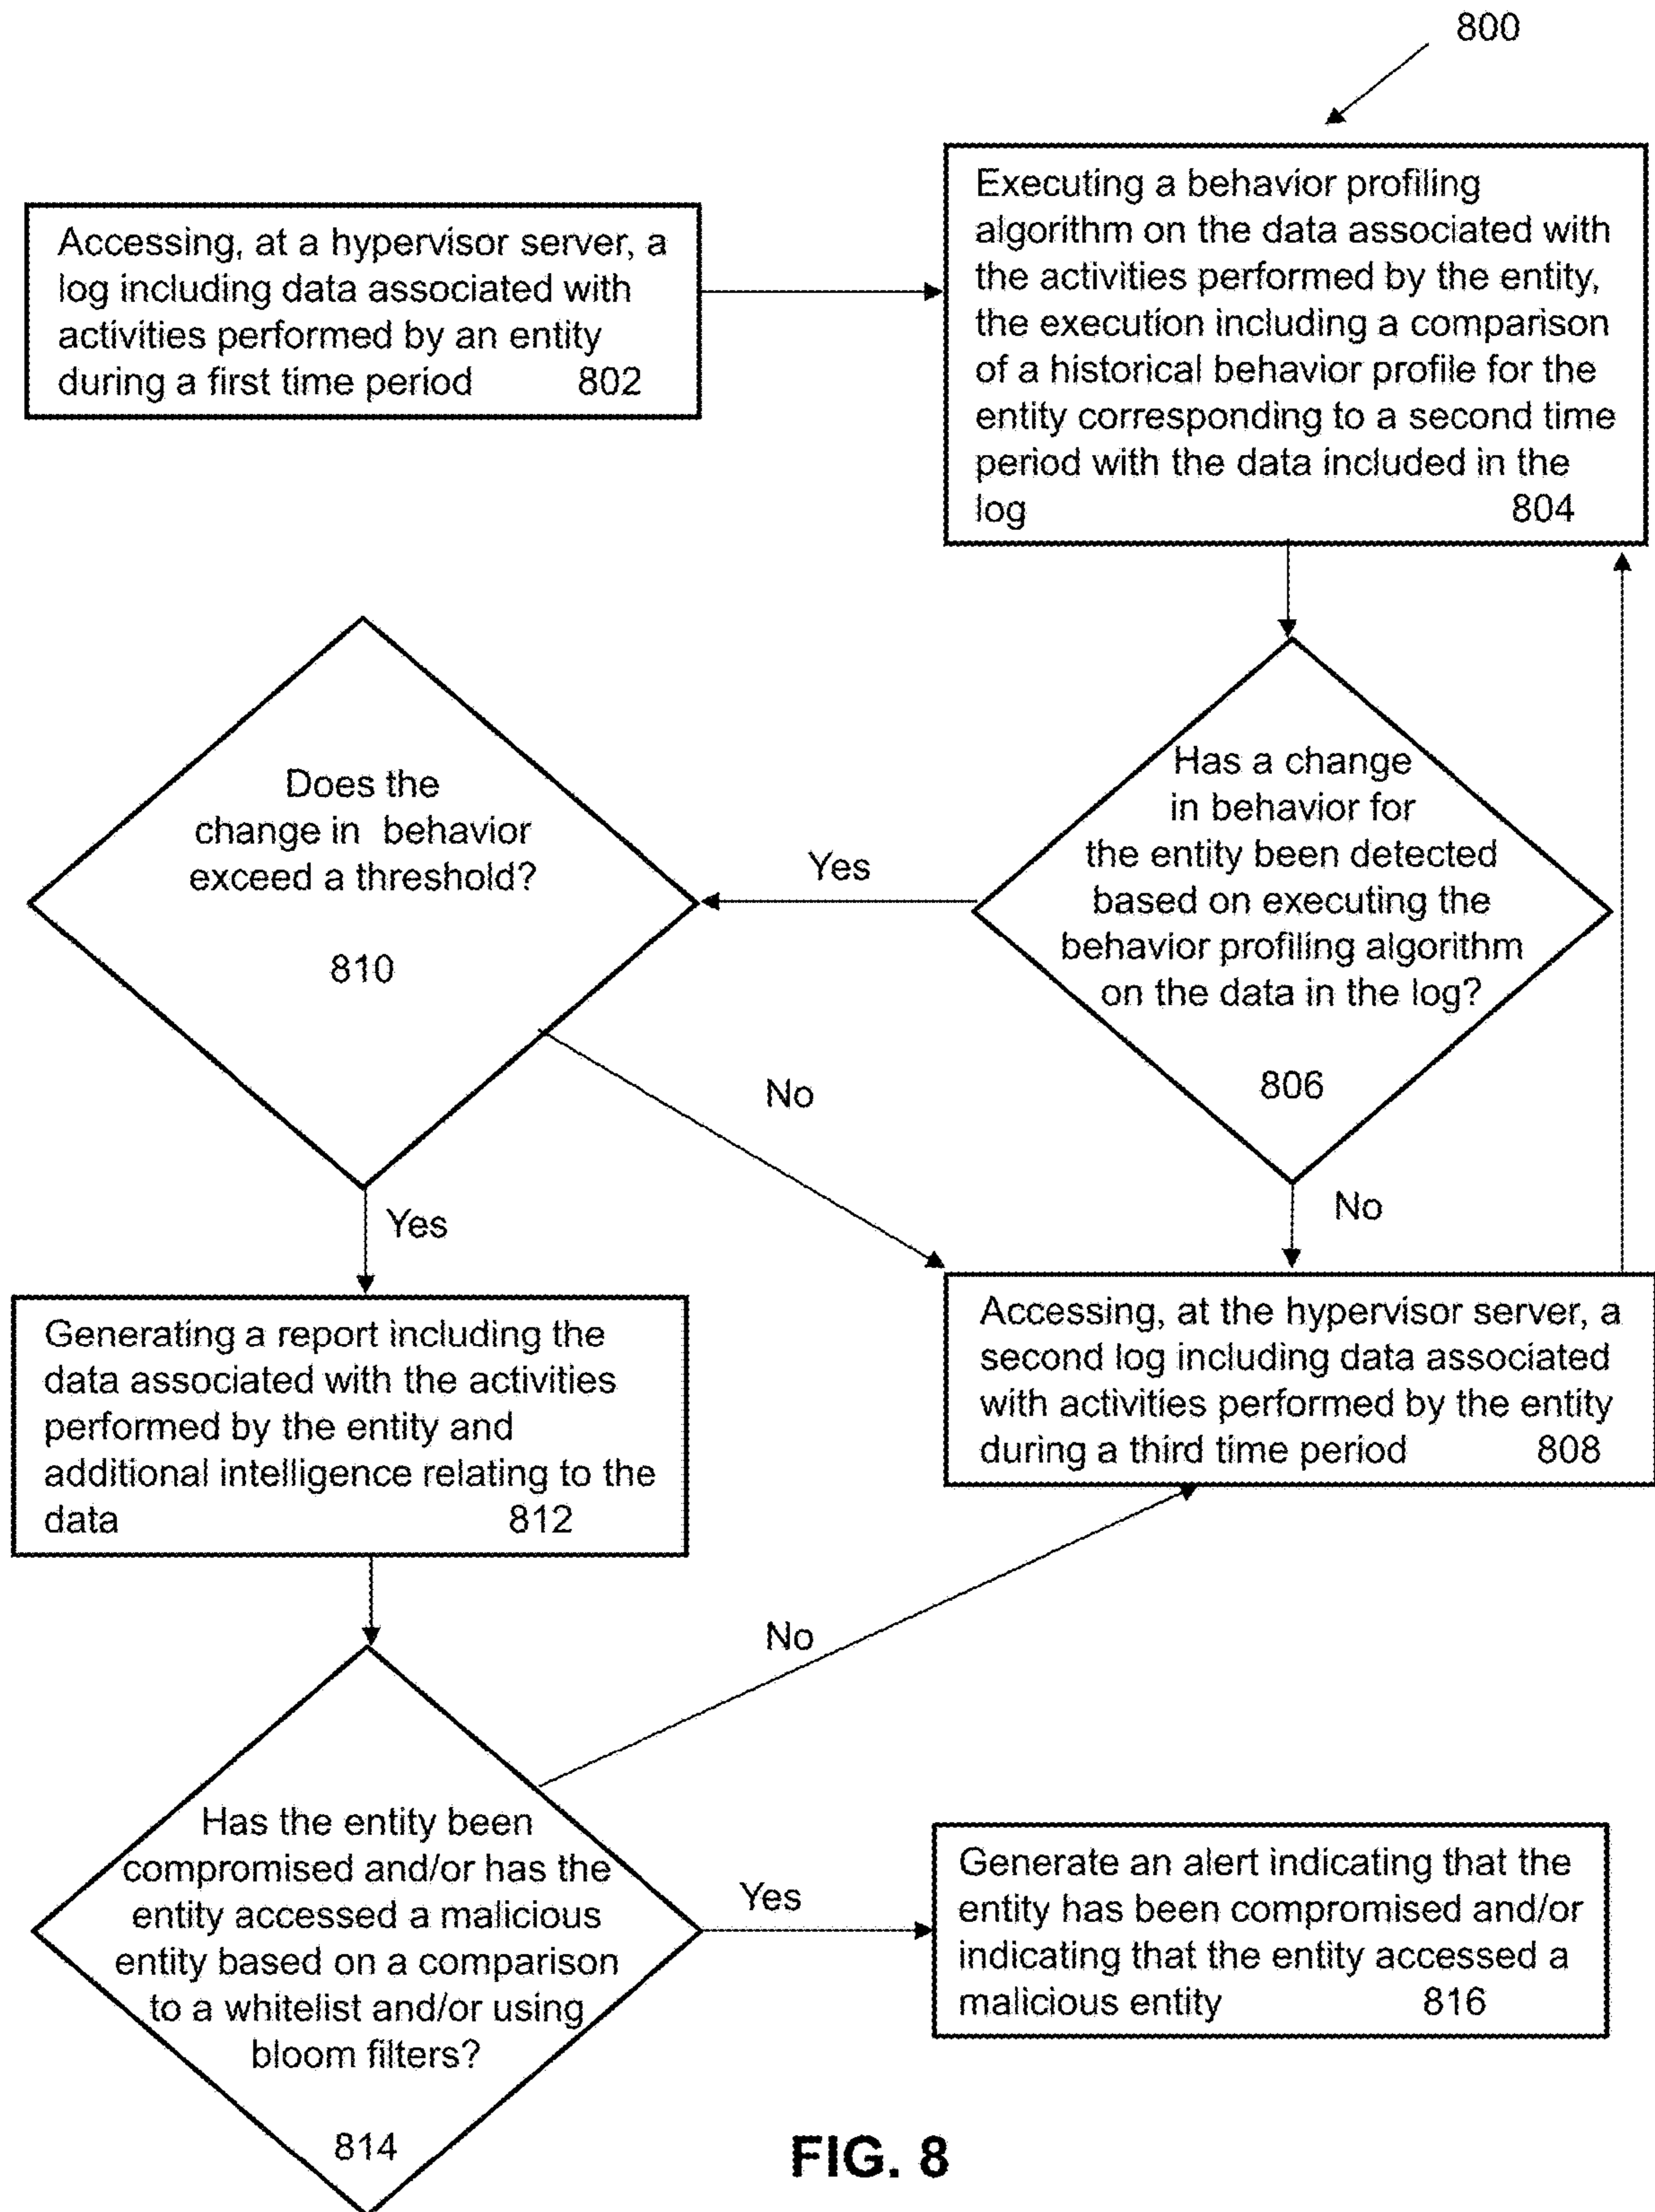 800
Accessing, at a hypervisor server, a
log including data associated with
activities performed by an entity
during a first time period 802
Executing a behavior profiling
algorithm on the data associated with
the activities performed by the entity,
the execution including a comparison
of a historical behavior profile for the
entity corresponding to a second time
period with the data included in the
log 804
Has a change
in behavior for
the entity been detected
based on executing the
behavior profiling algorithm
on the data in the log?
806
Yes
No
Does the
change in behavior
exceed a threshold?
810
No
Yes
Accessing, at the hypervisor server, a
second log including data associated
with activities performed by the entity
during a third time period 808
Generating a report including the
data associated with the activities
performed by the entity and
additional intelligence relating to the
data 812
No
Has the entity been
compromised and/or has the
entity accessed a malicious
entity based on a comparison
to a whitelist and/or using
bloom filters?
814
Yes
Generate an alert indicating that the
entity has been compromised and/or
indicating that the entity accessed a
malicious entity 816
FIG. 8